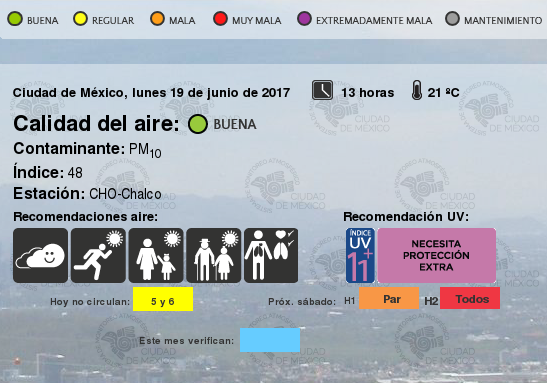 BUENA REGULAR MALA MUY MALA EXTREMADAMENTE MALA MANTENIMIENTO
Ciudad de México, lunes 19 de junio de 2017 13 horas 21 ºC
Calidad del aire: BUENA
Contaminante: PM10
Índice: 48
Estación: CHO-Chalco
Recomendaciones aire: Recomendación UV:
ÍNDICE
UV
11+
NECESITA
PROTECCIÓN
EXTRA
Hoy no circulan: 5 y 6 Próx. sábado: H1 Par H2 Todos
Este mes verifican:
CIUDAD
DE MÉXICO